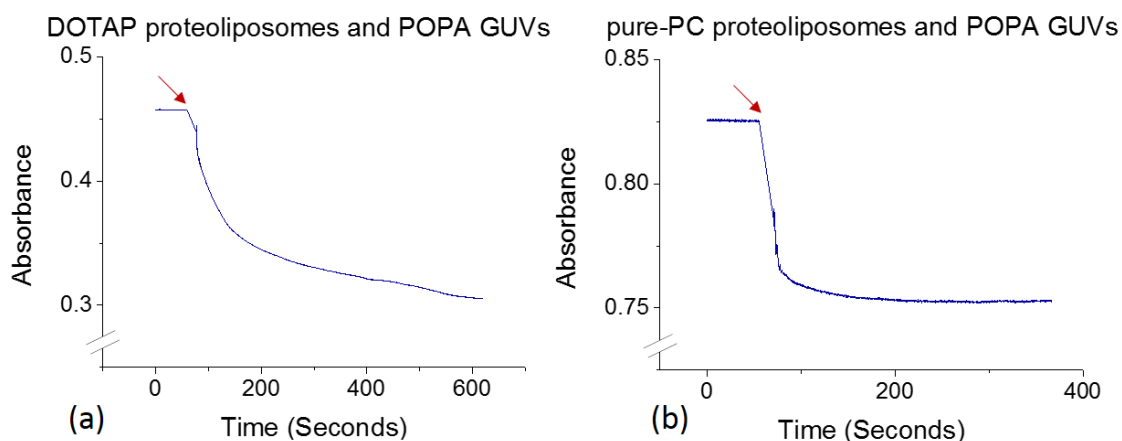 DOTAP proteoliposomes and POPA GUVs
0.5
0.4
0.3
Absorbance
0 200 400 600
Time (Seconds)
(a)
pure-PC proteoliposomes and POPA GUVs
0.85
0.80
0.75
Absorbance
0 200 400
Time (Seconds)
(b)